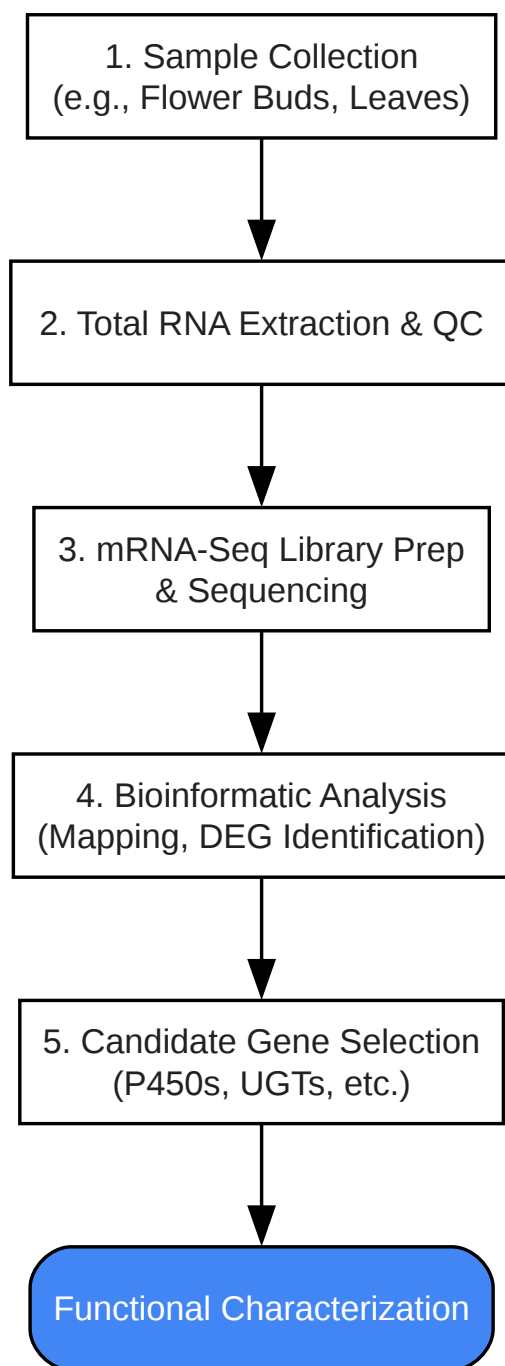 1. Sample Collection
(e.g., Flower Buds, Leaves)
2. Total RNA Extraction & QC
3. mRNA-Seq Library Prep
& Sequencing
4. Bioinformatic Analysis
(Mapping, DEG Identification)
5. Candidate Gene Selection
(P450s, UGTs, etc.)
Functional Characterization